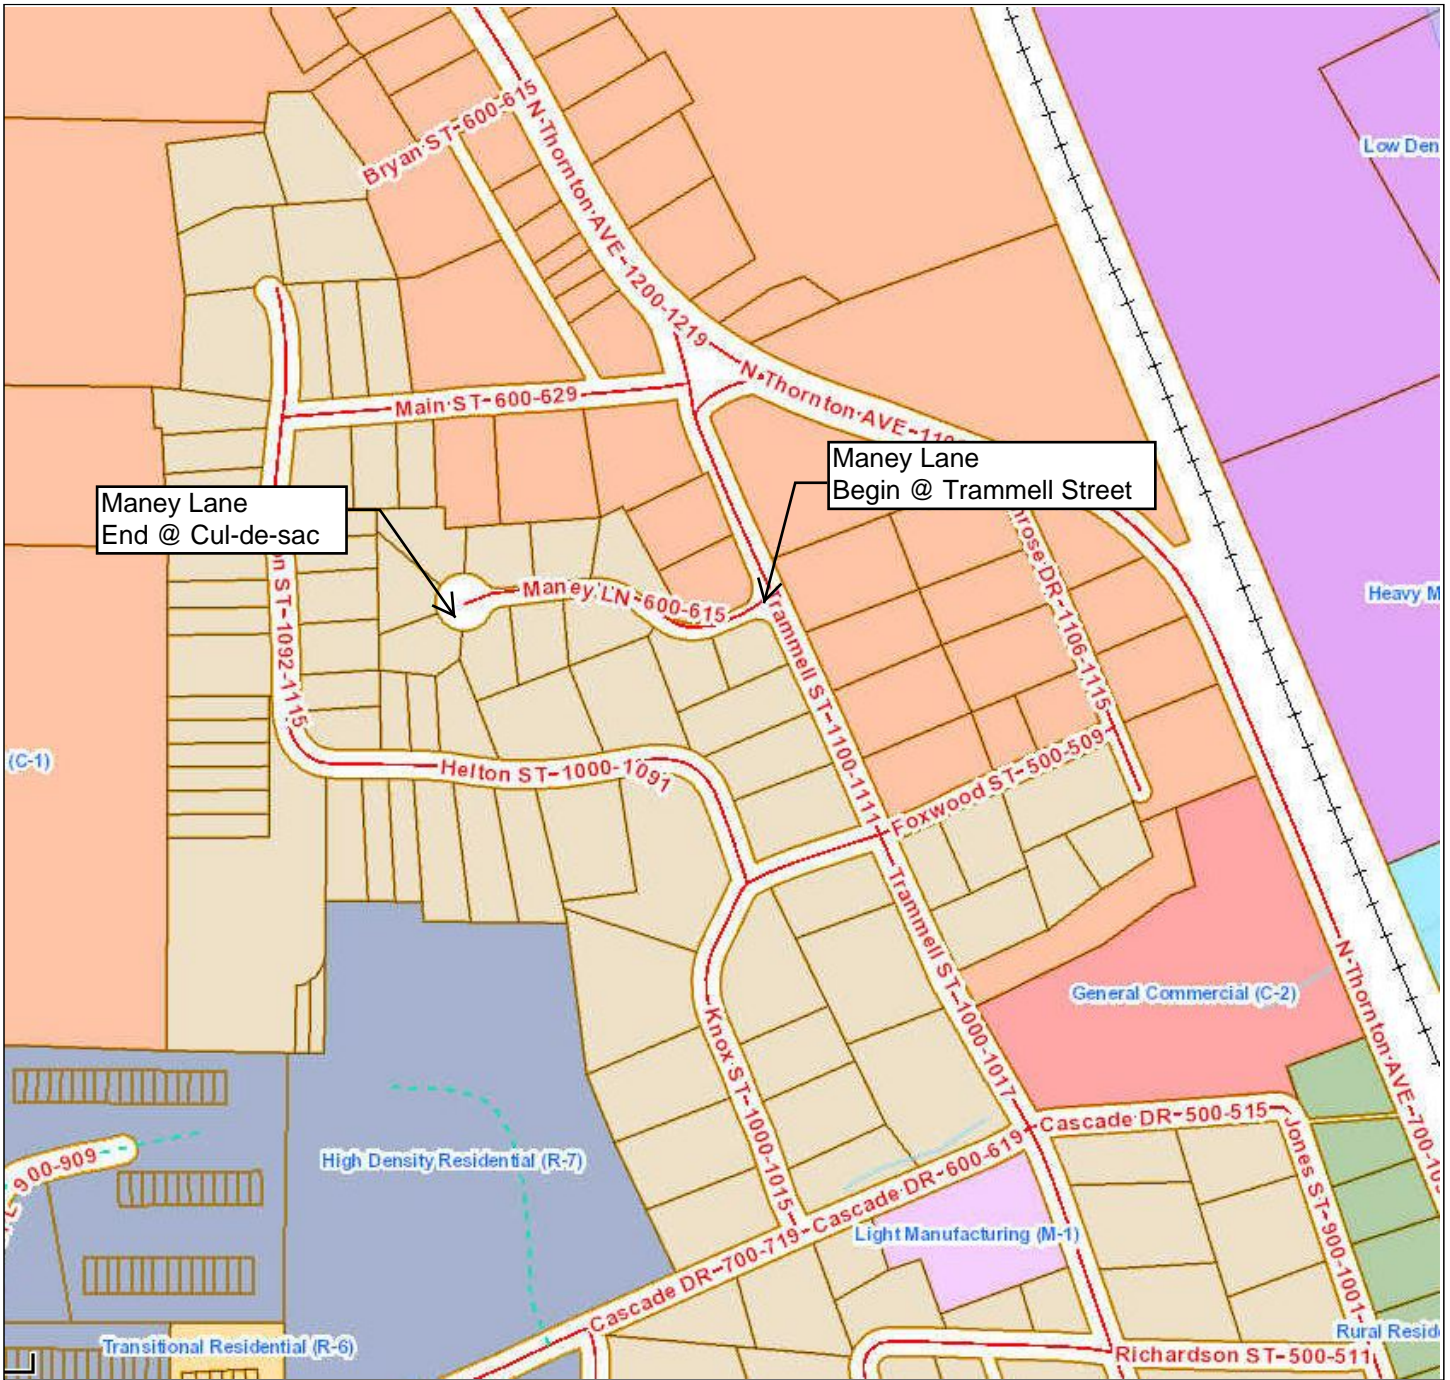 Bryan ST-600-615
N Thornton AVE-1200-1219
Low Den
Main ST-600-629
N Thornton AVE-110
Maney Lane
Begin @ Trammell Street
Maney Lane
End @ Cul-de-sac
nrose DR-1106-1115
Maney LN-600-615
Heavy M
on ST-1092-1115
Trammell ST-1100-1111
(C-1)
Helton ST-1000-1091
Foxwood ST-500-509
Trammell ST-1000-1017
General Commercial (C-2)
N Thornton AVE-700-109
Knox ST-1000-1015
Cascade DR-500-515
Jones ST-900-1001
900-909
High Density Residential (R-7)
Cascade DR-600-619
Light Manufacturing (M-1)
Cascade DR-700-719
Transitional Residential (R-6)
Rural Reside
Richardson ST-500-511